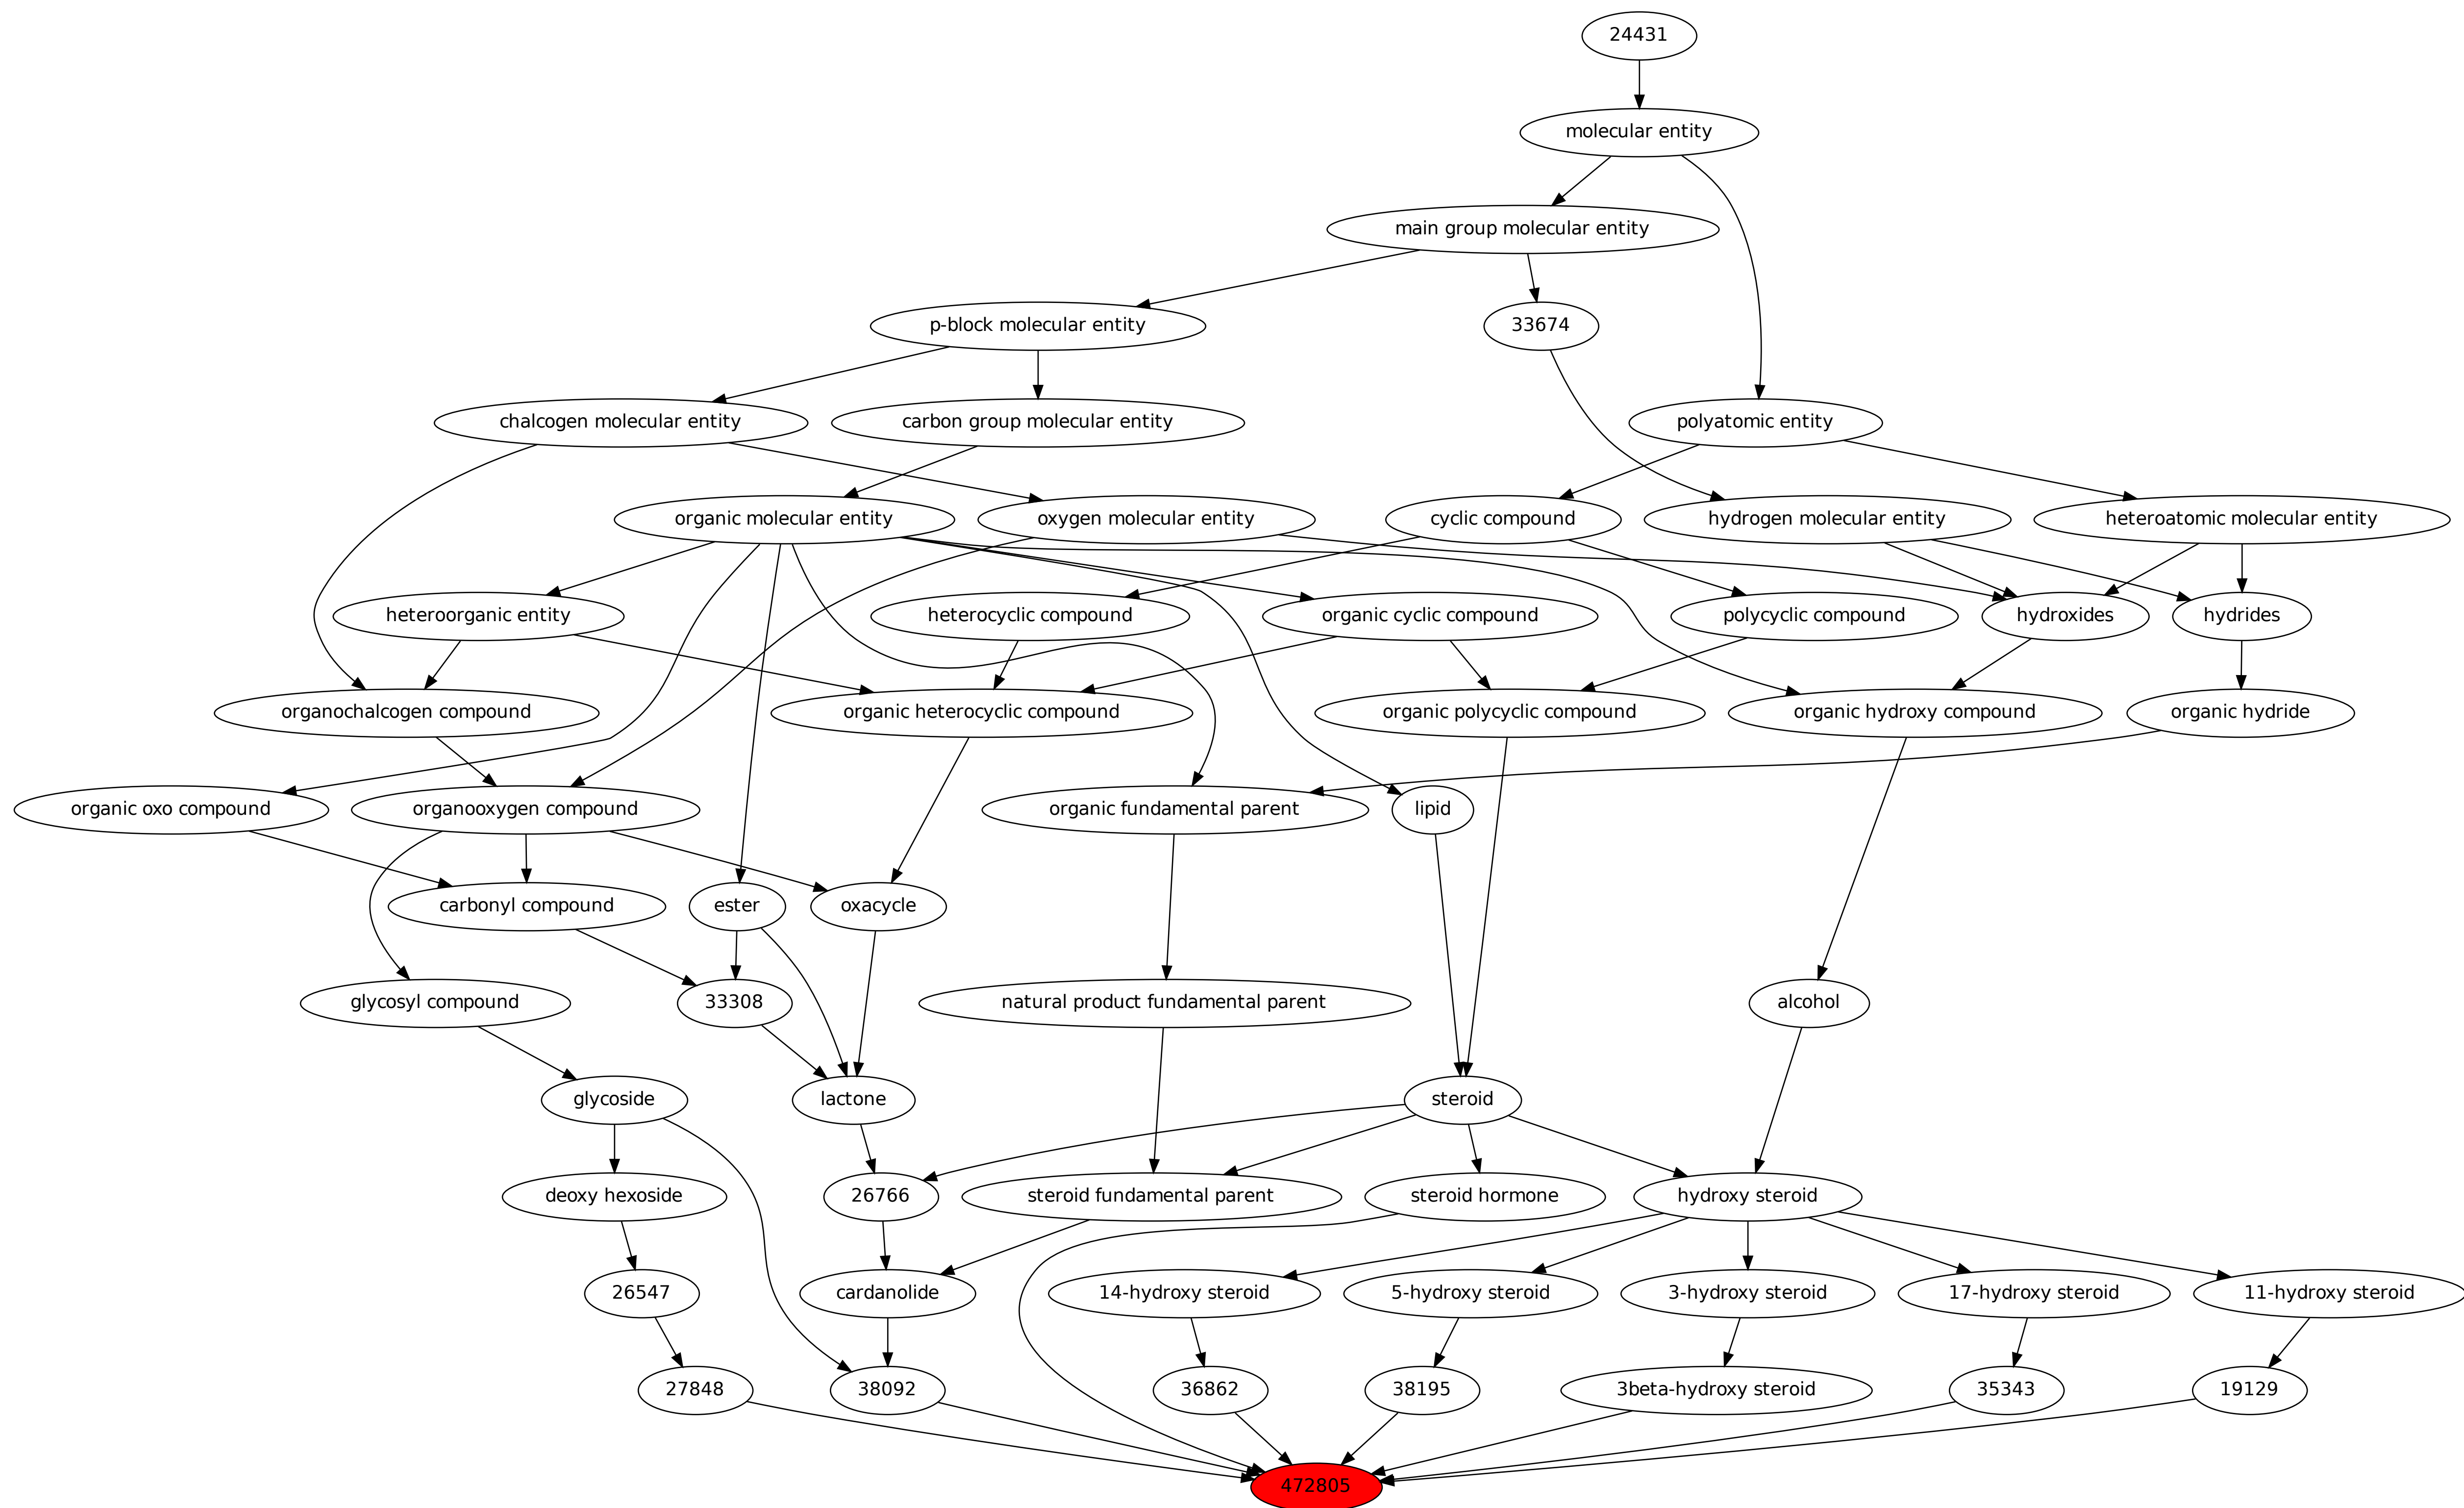 24431
molecular entity
main group molecular entity
p-block molecular entity
33674
chalcogen molecular entity
carbon group molecular entity
polyatomic entity
organic molecular entity
oxygen molecular entity
cyclic compound
hydrogen molecular entity
heteroatomic molecular entity
heteroorganic entity
heterocyclic compound
organic cyclic compound
polycyclic compound
hydroxides
hydrides
organochalcogen compound
organic heterocyclic compound
organic polycyclic compound
organic hydroxy compound
organic hydride
organic oxo compound
organooxygen compound
organic fundamental parent
lipid
carbonyl compound
ester
oxacycle
glycosyl compound
33308
natural product fundamental parent
alcohol
glycoside
lactone
steroid
deoxy hexoside
26766
steroid fundamental parent
steroid hormone
hydroxy steroid
26547
cardanolide
14-hydroxy steroid
5-hydroxy steroid
3-hydroxy steroid
17-hydroxy steroid
11-hydroxy steroid
27848
38092
36862
38195
3beta-hydroxy steroid
35343
19129
472805